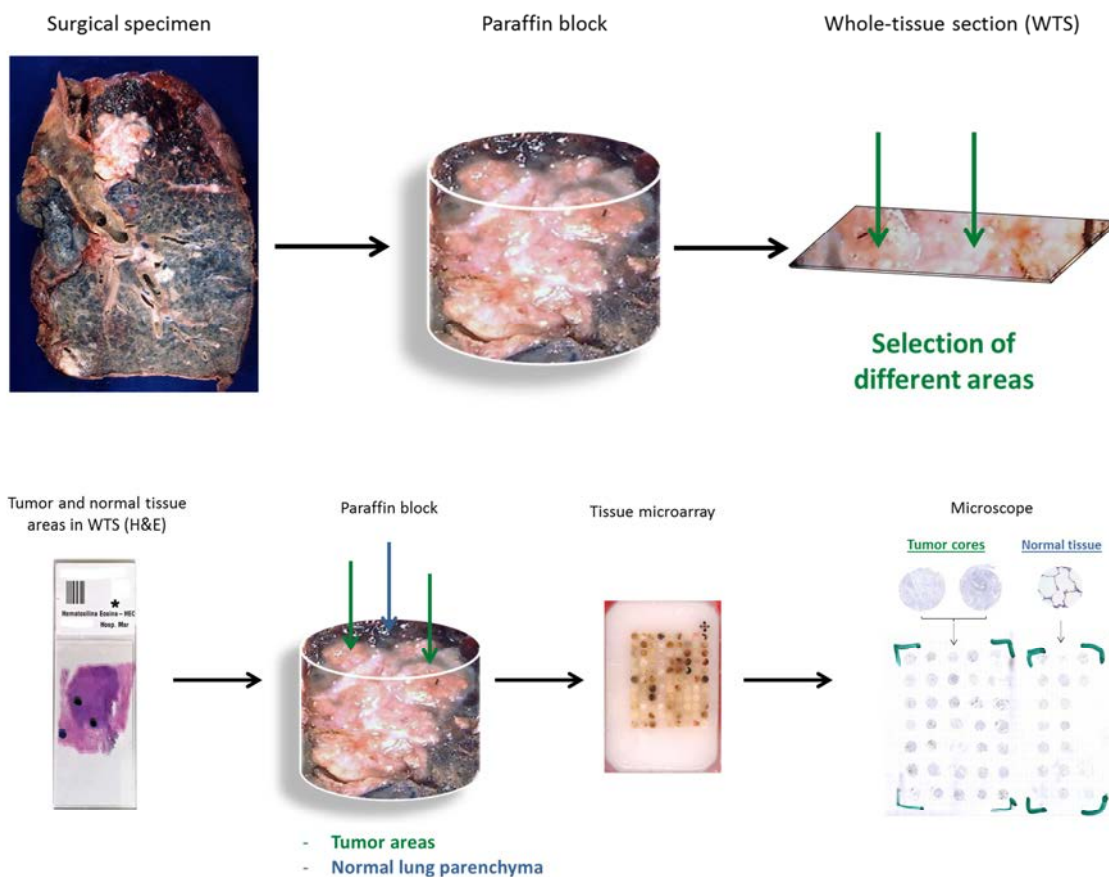 Surgical specimen
Paraffin block
Whole-tissue section (WTS)
Selection of
different areas
Tumor and normal tissue
areas in WTS (H&E)
Paraffin block
Tissue microarray
Microscope
Tumor cores
Normal tissue
Hematoxilina Eosina – HEC
Hosp. Mar
- Tumor areas
- Normal lung parenchyma